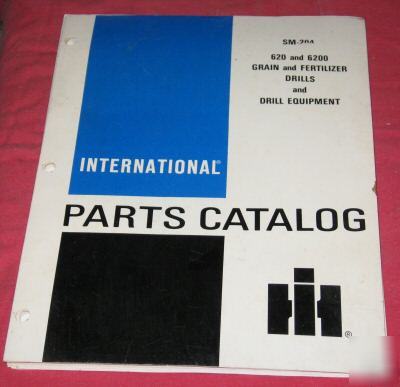 SM-204
620 and 6200
GRAIN and FERTILIZER
DRILLS
and
DRILL EQUIPMENT
INTERNATIONAL®
PARTS CATALOG
IH
®